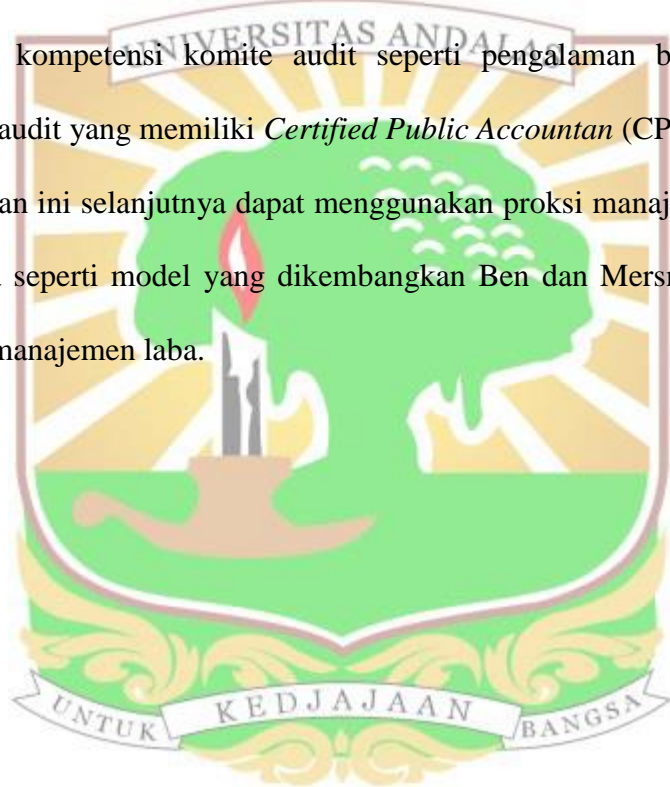 UNIVERSITAS ANDALAS
kompetensi komite audit seperti pengalaman b
audit yang memiliki Certified Public Accountan (CP
an ini selanjutnya dapat menggunakan proksi manaj
seperti model yang dikembangkan Ben dan Mersn
manajemen laba.
UNTUK KEDJAJAAN BANGSA